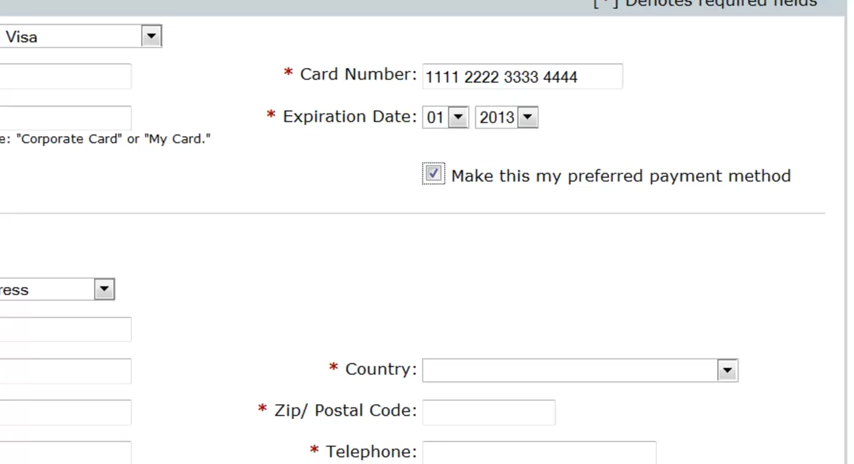 [*] Denotes required fields
Visa
* Card Number: 1111 2222 3333 4444
* Expiration Date: 01 2013
e: "Corporate Card" or "My Card."
Make this my preferred payment method
ress
* Country:
* Zip/ Postal Code:
* Telephone: